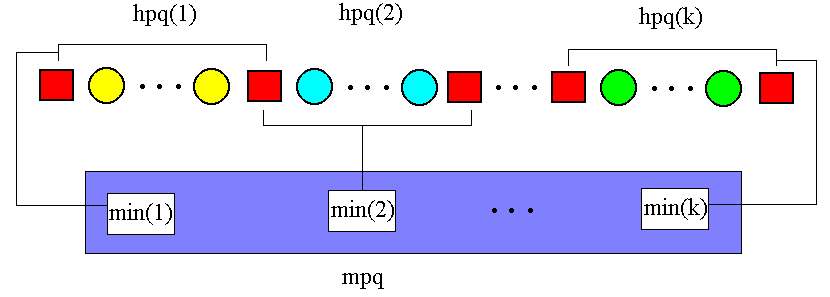 hpq(1)
hpq(2)
hpq(k)
min(1)
min(2)
min(k)
mpq